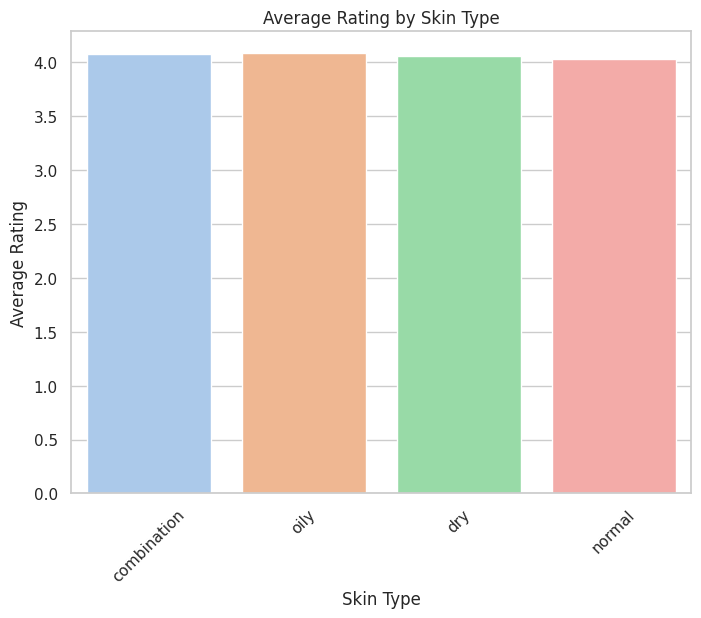 Average Rating by Skin Type
Average Rating
4.0
3.5
3.0
2.5
2.0
1.5
1.0
0.5
0.0
combination
oily
dry
normal
Skin Type